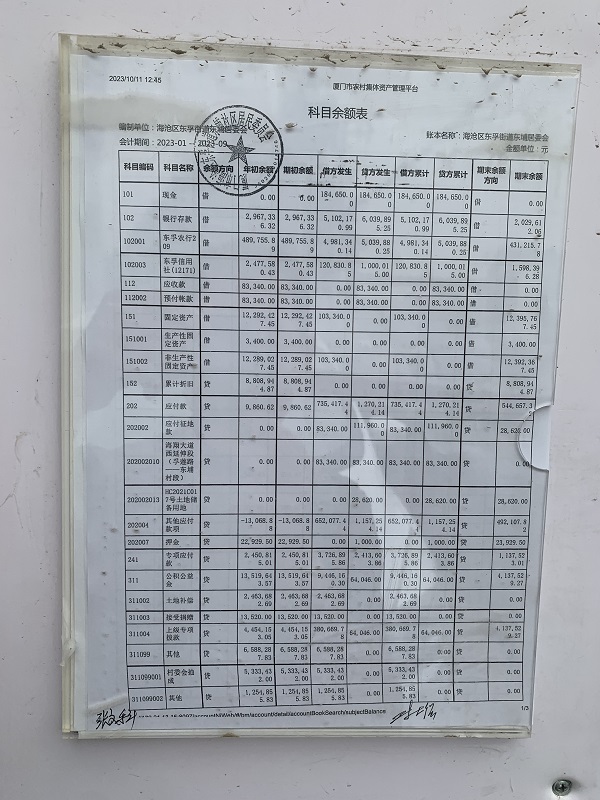 2023/10/11 12:45
厦门市农村集体资产管理平台
科目余额表
编制单位: 海沧区东孚街道东埔居委会
账本名称: 海沧区东孚街道东埔居委会
会计期间: 2023-01 -- 2023-09
金额单位: 元
科目编码 科目名称 余额方向 年初余额 期初余额 借方发生 贷方发生 借方累计 贷方累计 期末余额方向 期末余额
101 现金 借 0.00 0.00 184,650.00 184,650.00 184,650.00 184,650.00 借 0.00
102 银行存款 借 2,967,336.32 2,967,336.32 5,102,170.99 6,039,895.25 5,102,170.99 6,039,895.25 借 2,029,612.06
102001 东孚农行209 借 489,755.89 489,755.89 4,981,340.14 5,039,880.25 4,981,340.14 5,039,880.25 借 431,215.78
102003 东孚信用社(12171) 借 2,477,580.43 2,477,580.43 120,830.85 1,000,015.00 120,830.85 1,000,015.00 借 1,598,396.28
112 应收款 借 83,340.00 83,340.00 0.00 83,340.00 0.00 83,340.00 借 0.00
112002 预付帐款 借 83,340.00 83,340.00 0.00 83,340.00 0.00 83,340.00 借 0.00
151 固定资产 借 12,292,427.45 12,292,427.45 103,340.00 0.00 103,340.00 0.00 借 12,395,767.45
151001 生产性固定资产 借 3,400.00 3,400.00 0.00 0.00 0.00 0.00 借 3,400.00
151002 非生产性固定资产 借 12,289,027.45 12,289,027.45 103,340.00 0.00 103,340.00 0.00 借 12,392,367.45
152 累计折旧 贷 8,808,944.87 8,808,944.87 0.00 0.00 0.00 0.00 贷 8,808,944.87
202 应付款 贷 9,860.62 9,860.62 735,417.44 1,270,214.14 735,417.44 1,270,214.14 贷 544,657.32
202002 应付征地款 贷 0.00 0.00 83,340.00 111,960.00 83,340.00 111,960.00 贷 28,620.00
202002010 海翔大道西延伸段(孚莲路——东埔村段) 贷 0.00 0.00 83,340.00 83,340.00 83,340.00 83,340.00 贷 0.00
202002013 HC2021C017号土地储备用地 贷 0.00 0.00 0.00 28,620.00 0.00 28,620.00 贷 28,620.00
202004 其他应付款项 贷 -13,068.88 -13,068.88 652,077.44 1,157,254.14 652,077.44 1,157,254.14 贷 492,107.82
202007 押金 贷 22,929.50 22,929.50 0.00 1,000.00 0.00 1,000.00 贷 23,929.50
241 专项应付款 贷 2,450,815.01 2,450,815.01 3,726,895.86 2,413,603.86 3,726,895.86 2,413,603.86 贷 1,137,523.01
311 公积公益金 贷 13,519,643.57 13,519,643.57 9,446,160.30 64,046.00 9,446,160.30 64,046.00 贷 4,137,529.27
311002 土地补偿 贷 2,463,682.69 2,463,682.69 2,463,682.69 0.00 2,463,682.69 0.00 贷 0.00
311003 接受捐赠 贷 13,520.00 13,520.00 13,520.00 0.00 13,520.00 0.00 贷 0.00
311004 上级专项拨款 贷 4,454,153.05 4,454,153.05 380,669.78 64,046.00 380,669.78 64,046.00 贷 4,137,529.27
311099 其他 贷 6,588,287.83 6,588,287.83 6,588,287.83 0.00 6,588,287.83 0.00 贷 0.00
311099001 村委会抽成 贷 5,333,432.00 5,333,432.00 5,333,432.00 0.00 5,333,432.00 0.00 贷 0.00
311099002 其他 贷 1,254,855.83 1,254,855.83 1,254,855.83 0.00 1,254,855.83 0.00 贷 0.00
account/detail/accountBookSearch/subjectBalance
1/3